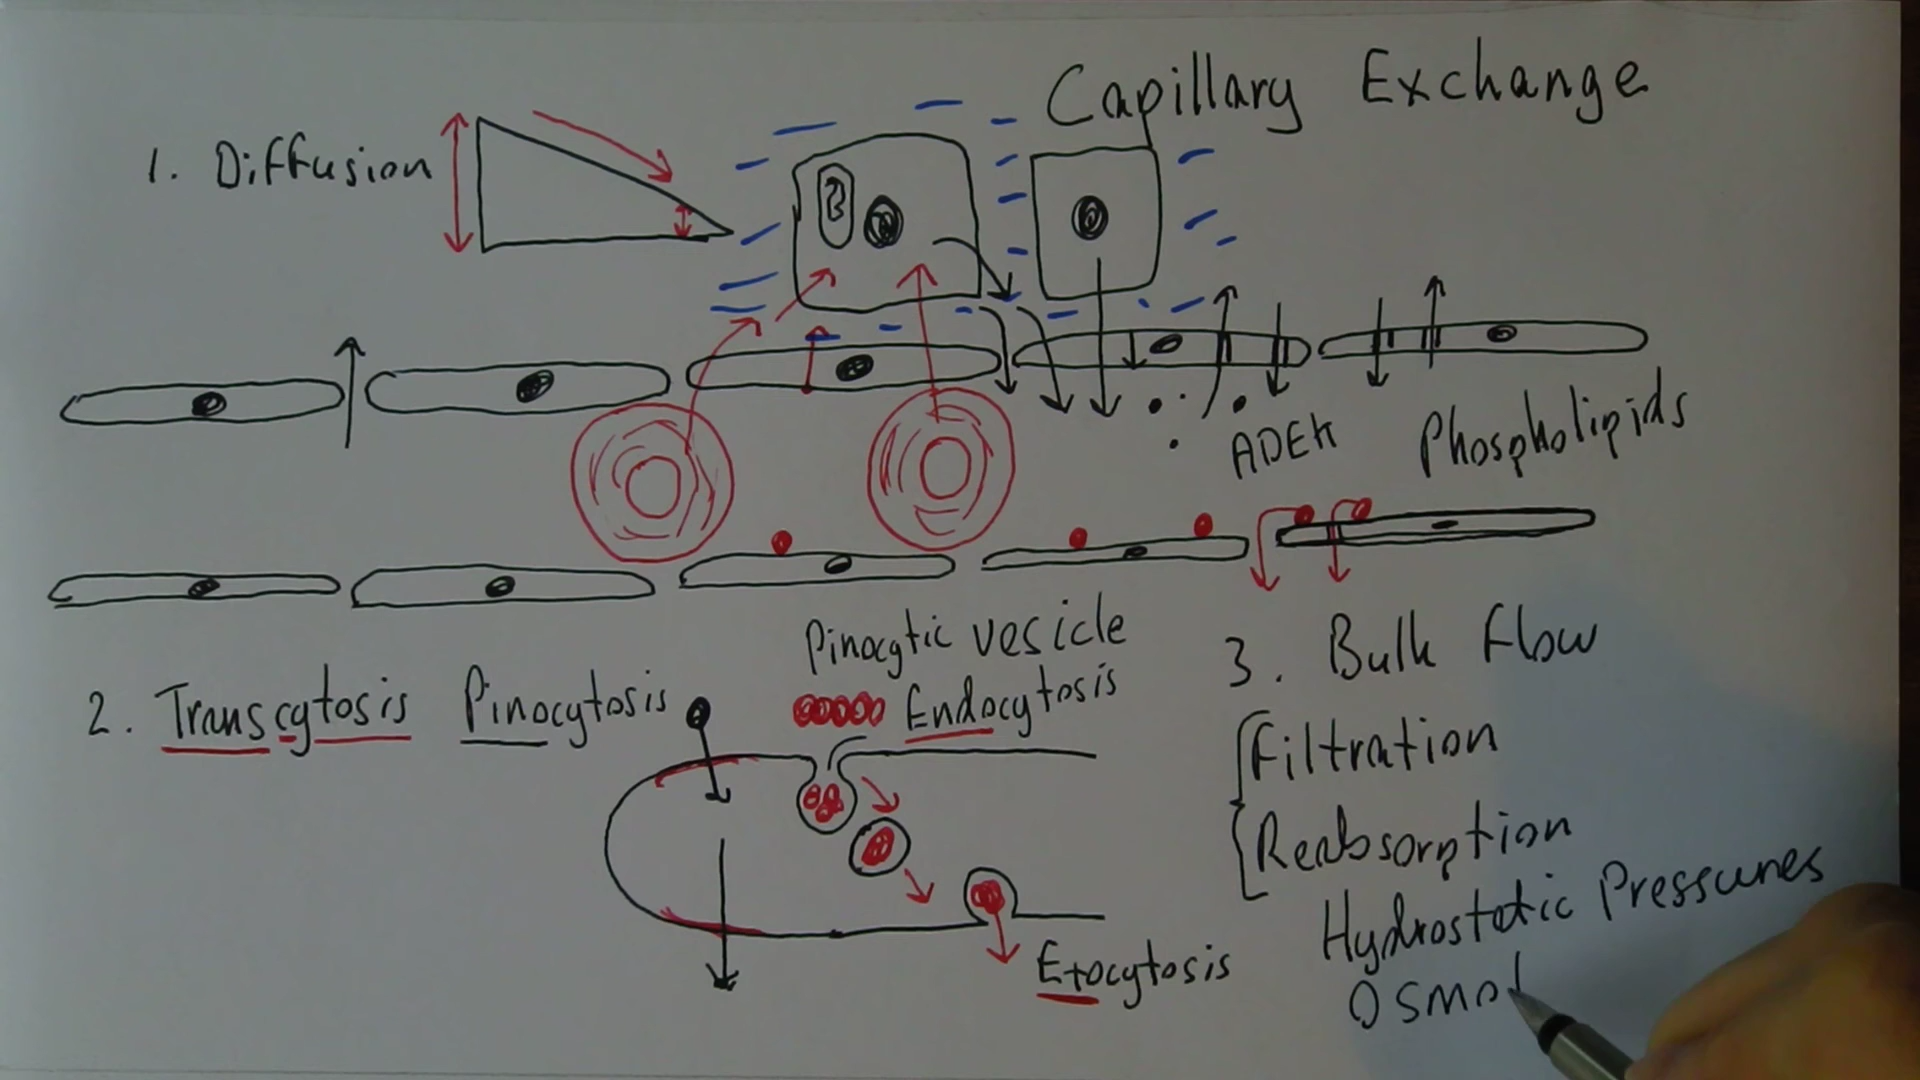 Capillary Exchange
1. Diffusion
ADEK
Phospholipids
Pinocytic vesicle
2. Transcytosis Pinocytosis
Endocytosis
Exocytosis
3. Bulk Flow
Filtration
Reabsorption
Hydrostatic Pressures
Osmot